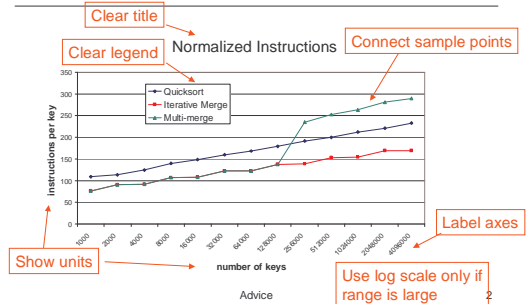 Clear title
Normalized Instructions
Clear legend
Connect sample points
350
300
250
200
150
100
50
0
instructions per key
Quicksort
Iterative Merge
Multi-merge
1000
2000
4000
8000
16000
32000
64000
128000
256000
512000
1024000
2048000
4096000
number of keys
Label axes
Show units
Use log scale only if
range is large
Advice
2